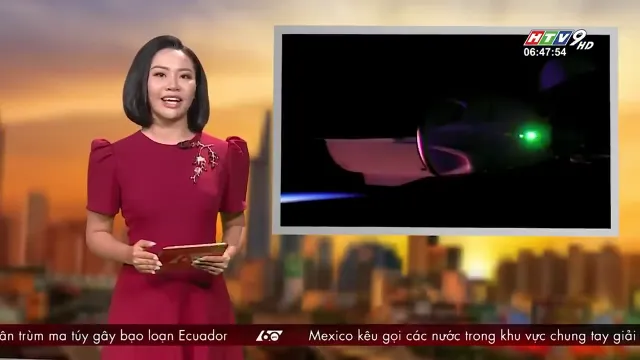 HTV9 HD
06:47:54
ân trùm ma túy gây bạo loạn Ecuador 60 Mexico kêu gọi các nước trong khu vực chung tay giải